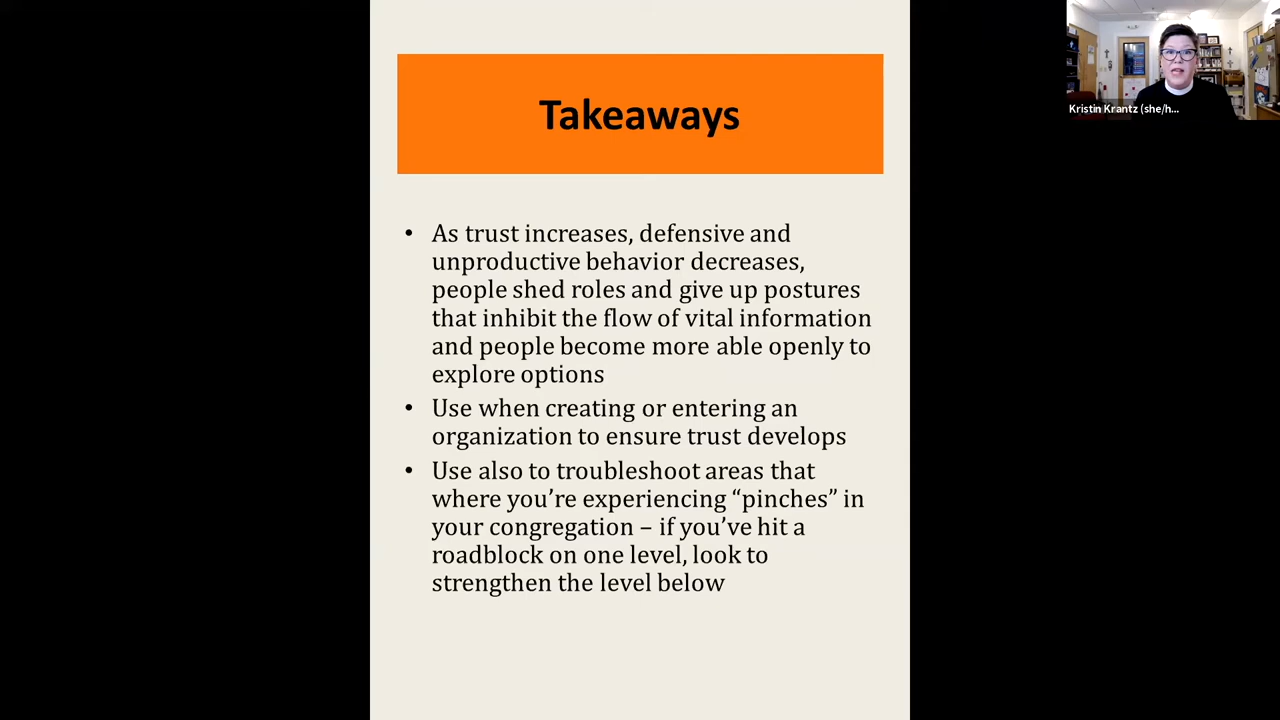 Takeaways
Kristin Krantz (she/h...
• As trust increases, defensive and
unproductive behavior decreases,
people shed roles and give up postures
that inhibit the flow of vital information
and people become more able openly to
explore options
• Use when creating or entering an
organization to ensure trust develops
• Use also to troubleshoot areas that
where you’re experiencing “pinches” in
your congregation – if you’ve hit a
roadblock on one level, look to
strengthen the level below